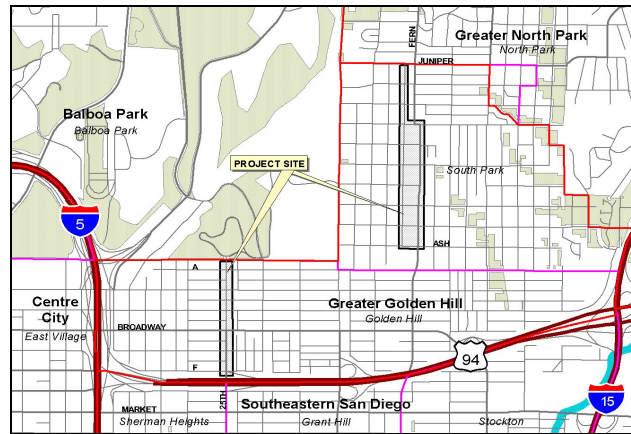 FERN
Greater North Park
North Park
JUNIPER
Balboa Park
Balboa Park
PROJECT SITE
South Park
5
ASH
A
Centre
City
East Village
Greater Golden Hill
Golden Hill
BROADWAY
94
F
15
25TH
MARKET
Southeastern San Diego
Sherman Heights
Grant Hill
Stockton